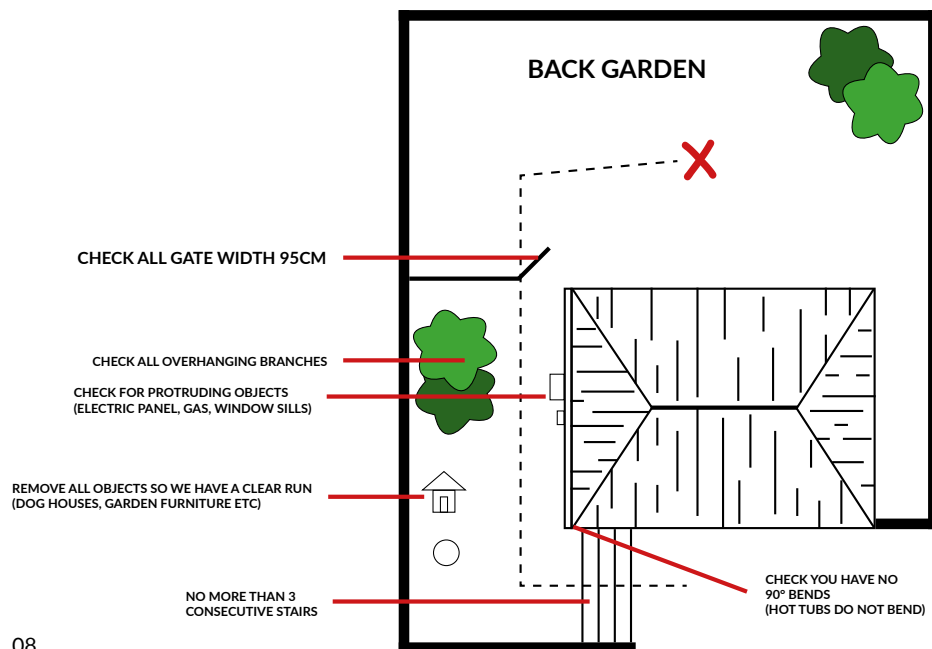 BACK GARDEN
CHECK ALL GATE WIDTH 95CM
CHECK ALL OVERHANGING BRANCHES
CHECK FOR PROTRUDING OBJECTS
(ELECTRIC PANEL, GAS, WINDOW SILLS)
REMOVE ALL OBJECTS SO WE HAVE A CLEAR RUN
(DOG HOUSES, GARDEN FURNITURE ETC)
NO MORE THAN 3
CONSECUTIVE STAIRS
CHECK YOU HAVE NO
90° BENDS
(HOT TUBS DO NOT BEND)
08